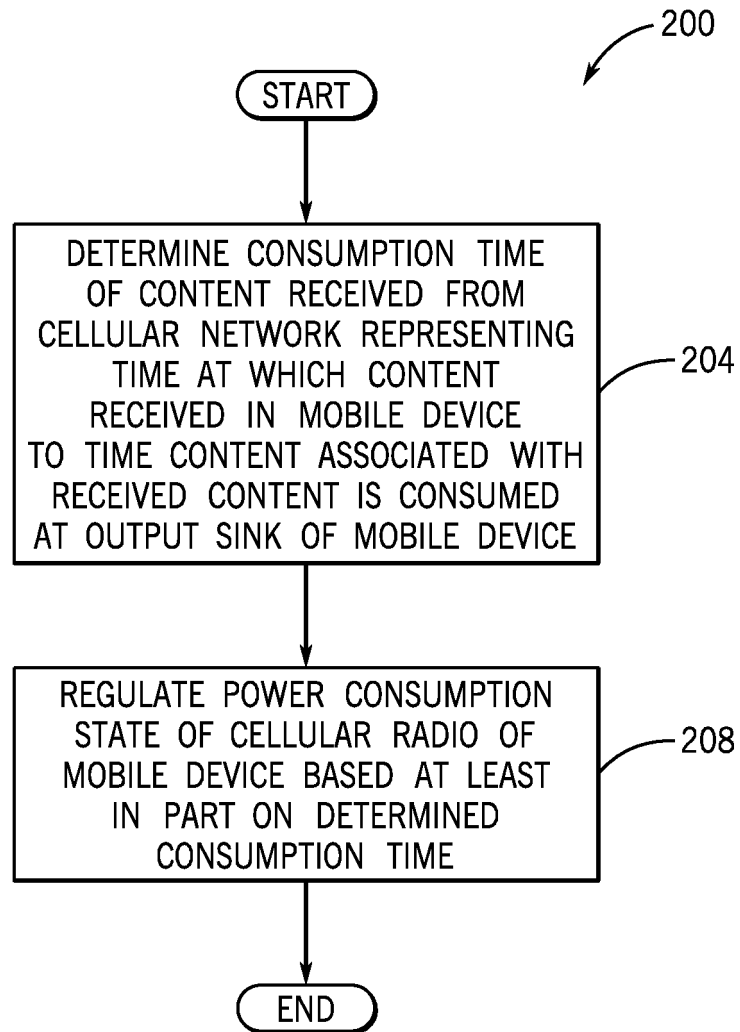 200
START
DETERMINE CONSUMPTION TIME
OF CONTENT RECEIVED FROM
CELLULAR NETWORK REPRESENTING
TIME AT WHICH CONTENT
RECEIVED IN MOBILE DEVICE
TO TIME CONTENT ASSOCIATED WITH
RECEIVED CONTENT IS CONSUMED
AT OUTPUT SINK OF MOBILE DEVICE
204
REGULATE POWER CONSUMPTION
STATE OF CELLULAR RADIO OF
MOBILE DEVICE BASED AT LEAST
IN PART ON DETERMINED
CONSUMPTION TIME
208
END